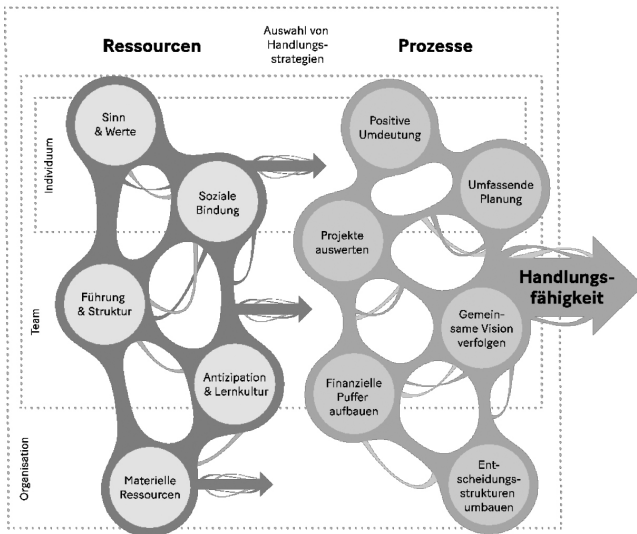 Ressourcen
Auswahl von
Handlungs-
strategien
Prozesse
Individuum
Sinn
& Werte
Soziale
Bindung
Positive
Umdeutung
Umfassende
Planung
Projekte
auswerten
Team
Führung
& Struktur
Antizipation
& Lernkultur
Gemein-
same Vision
verfolgen
Finanzielle
Puffer
aufbauen
Handlungs-
fähigkeit
Organisation
Materielle
Ressourcen
Ent-
scheidungs-
strukturen
umbauen